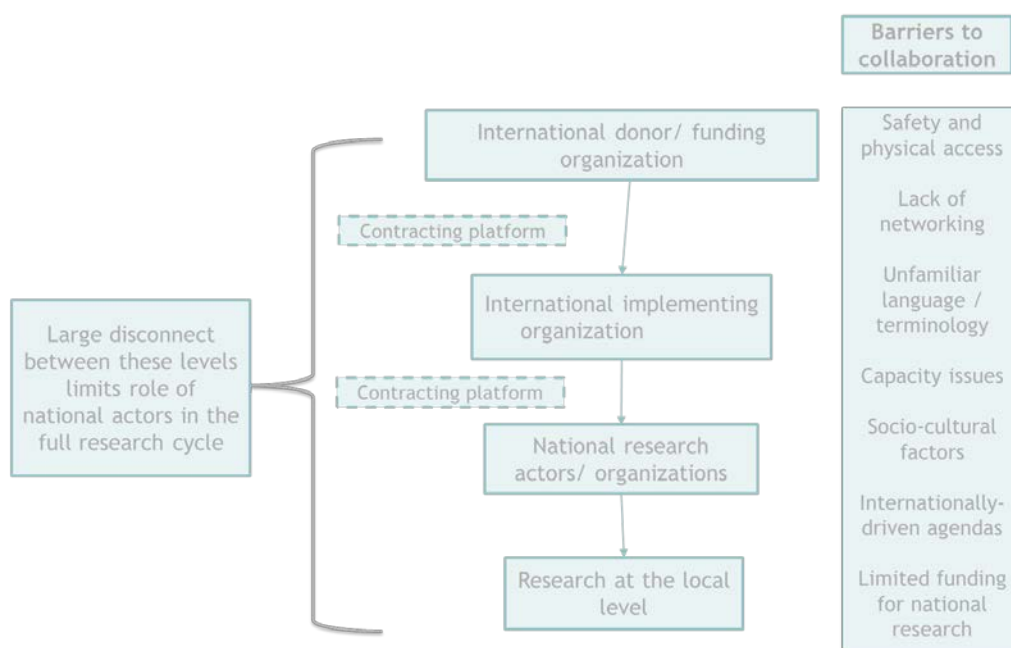 Barriers to
collaboration
International donor/ funding
organization
Safety and
physical access
Lack of
networking
Contracting platform
Unfamiliar
language /
terminology
International implementing
organization
Large disconnect
between these levels
limits role of
national actors in the
full research cycle
Contracting platform
Capacity issues
Socio-cultural
factors
National research
actors/ organizations
Internationally-
driven agendas
Research at the local
level
Limited funding
for national
research